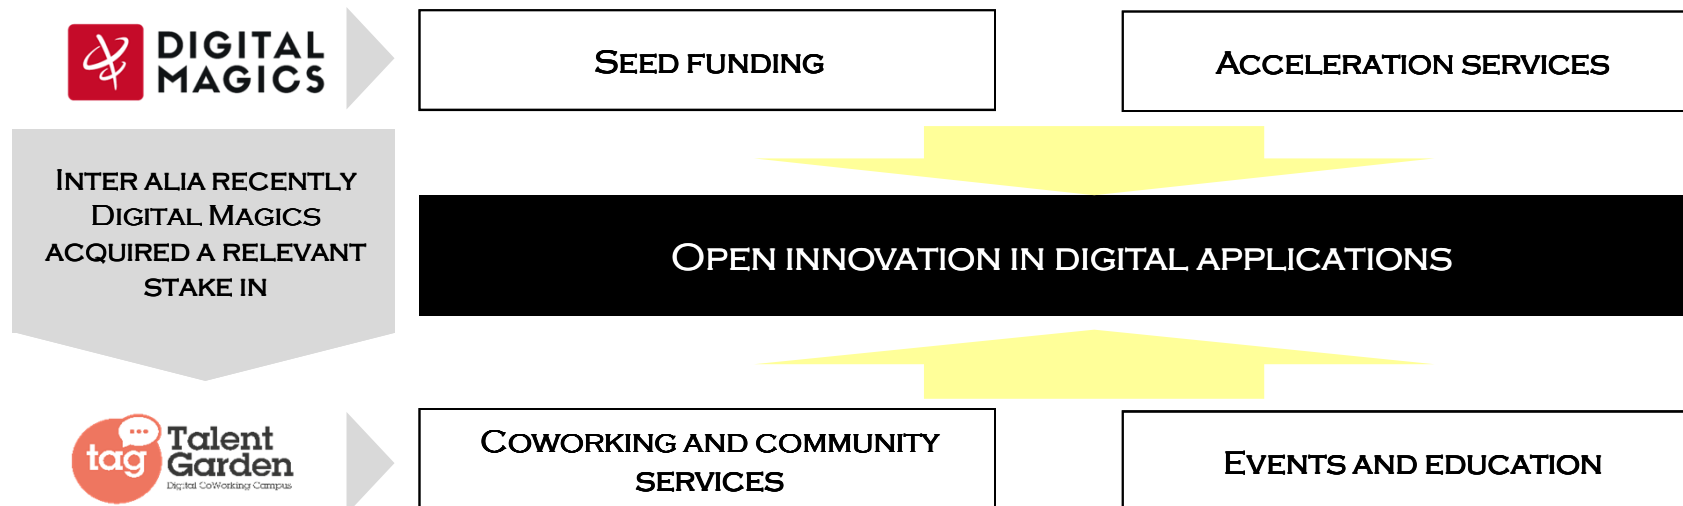 DIGITAL
MAGICS
SEED FUNDING
ACCELERATION SERVICES
INTER ALIA RECENTLY
DIGITAL MAGICS
ACQUIRED A RELEVANT
STAKE IN
OPEN INNOVATION IN DIGITAL APPLICATIONS
tag
Talent
Garden
Digital CoWorking Campus
COWORKING AND COMMUNITY
SERVICES
EVENTS AND EDUCATION